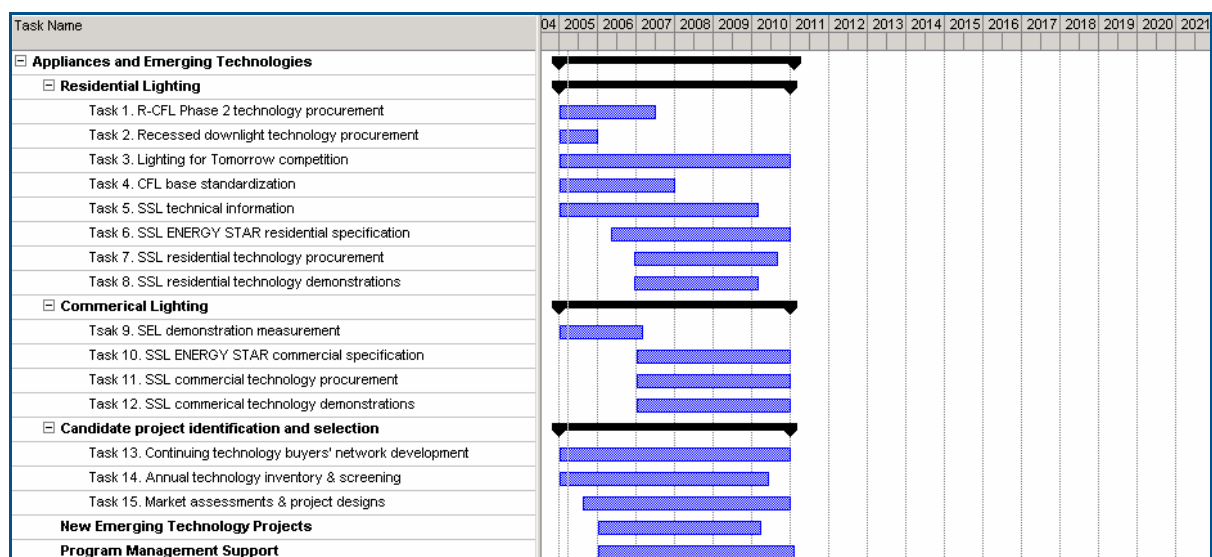 Task Name
04 2005 2006 2007 2008 2009 2010 2011 2012 2013 2014 2015 2016 2017 2018 2019 2020 2021
Appliances and Emerging Technologies
Residential Lighting
Task 1. R-CFL Phase 2 technology procurement
Task 2. Recessed downlight technology procurement
Task 3. Lighting for Tomorrow competition
Task 4. CFL base standardization
Task 5. SSL technical information
Task 6. SSL ENERGY STAR residential specification
Task 7. SSL residential technology procurement
Task 8. SSL residential technology demonstrations
Commerical Lighting
Tsak 9. SEL demonstration measurement
Task 10. SSL ENERGY STAR commercial specification
Task 11. SSL commercial technology procurement
Task 12. SSL commerical technology demonstrations
Candidate project identification and selection
Task 13. Continuing technology buyers' network development
Task 14. Annual technology inventory & screening
Task 15. Market assessments & project designs
New Emerging Technology Projects
Program Management Support